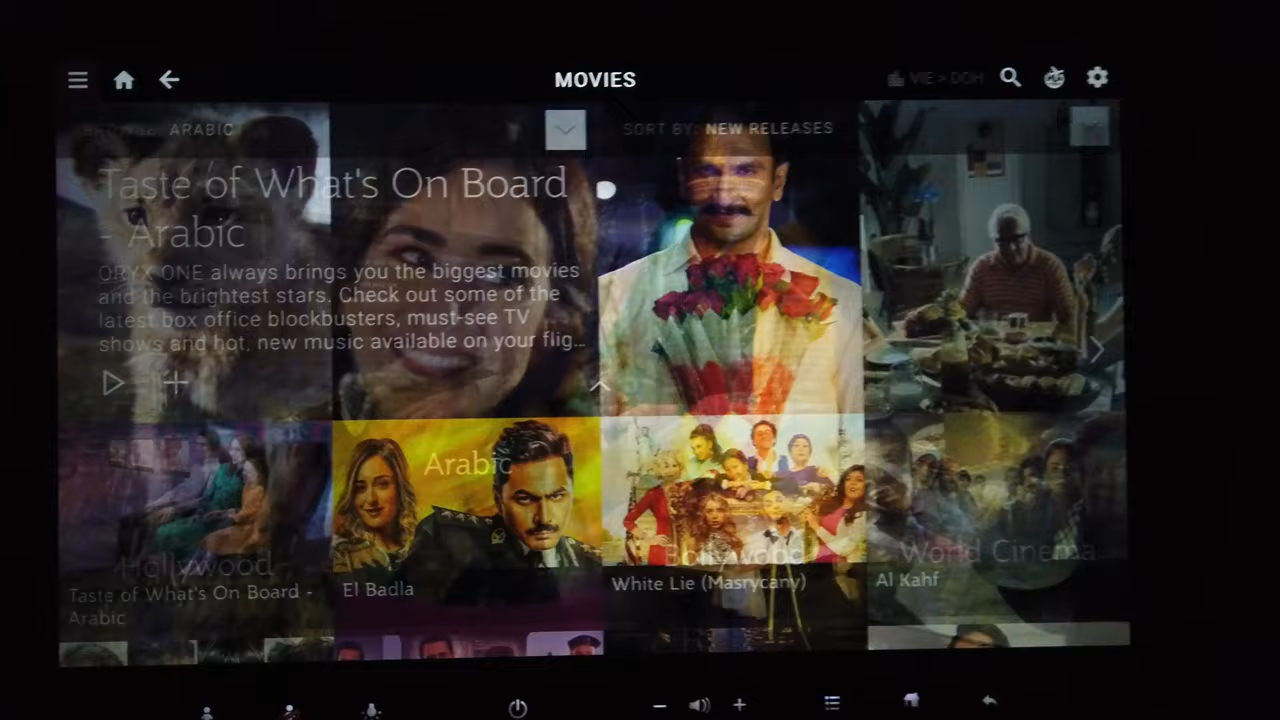 MOVIES
VIE > DOH
BROWSE: ARABIC
SORT BY: NEW RELEASES
Taste of What's On Board
- Arabic
ORYX ONE always brings you the biggest movies
and the brightest stars. Check out some of the
latest box office blockbusters, must-see TV
shows and hot, new music available on your flig...
Arabic
Hollywood
Bollywood
World Cinema
Taste of What's On Board -
Arabic
El Badla
White Lie (Masrycany)
Al Kahf